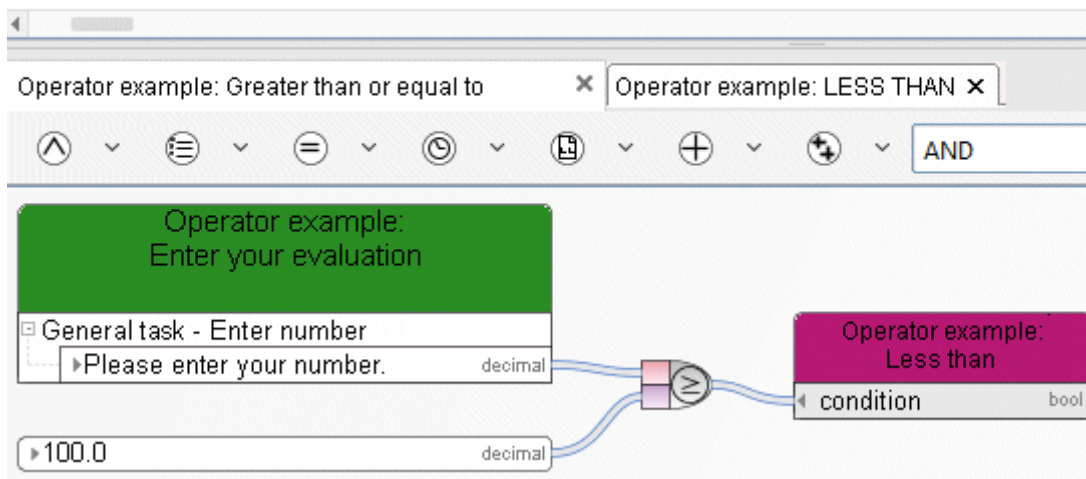 Operator example: Greater than or equal to
Operator example: LESS THAN
AND
Operator example:
Enter your evaluation
General task - Enter number
Please enter your number. decimal
≥
Operator example:
Less than
condition bool
100.0 decimal